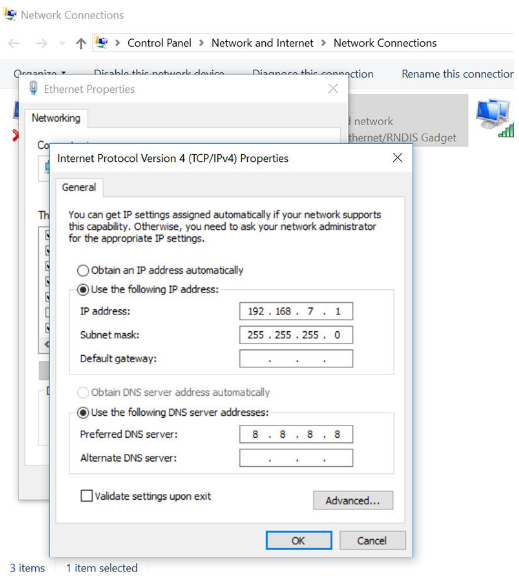 Network Connections
Control Panel > Network and Internet > Network Connections
Organize Disable this network device Diagnose this connection Rename this connection
Ethernet Properties
network
Ethernet/RNDIS Gadget
Networking
Internet Protocol Version 4 (TCP/IPv4) Properties
General
You can get IP settings assigned automatically if your network supports
this capability. Otherwise, you need to ask your network administrator
for the appropriate IP settings.
Obtain an IP address automatically
Use the following IP address:
IP address: 192 . 168 . 7 . 1
Subnet mask: 255 . 255 . 255 . 0
Default gateway: . . .
Obtain DNS server address automatically
Use the following DNS server addresses:
Preferred DNS server: 8 . 8 . 8 . 8
Alternate DNS server: . . .
Validate settings upon exit
Advanced...
OK Cancel
3 items 1 item selected